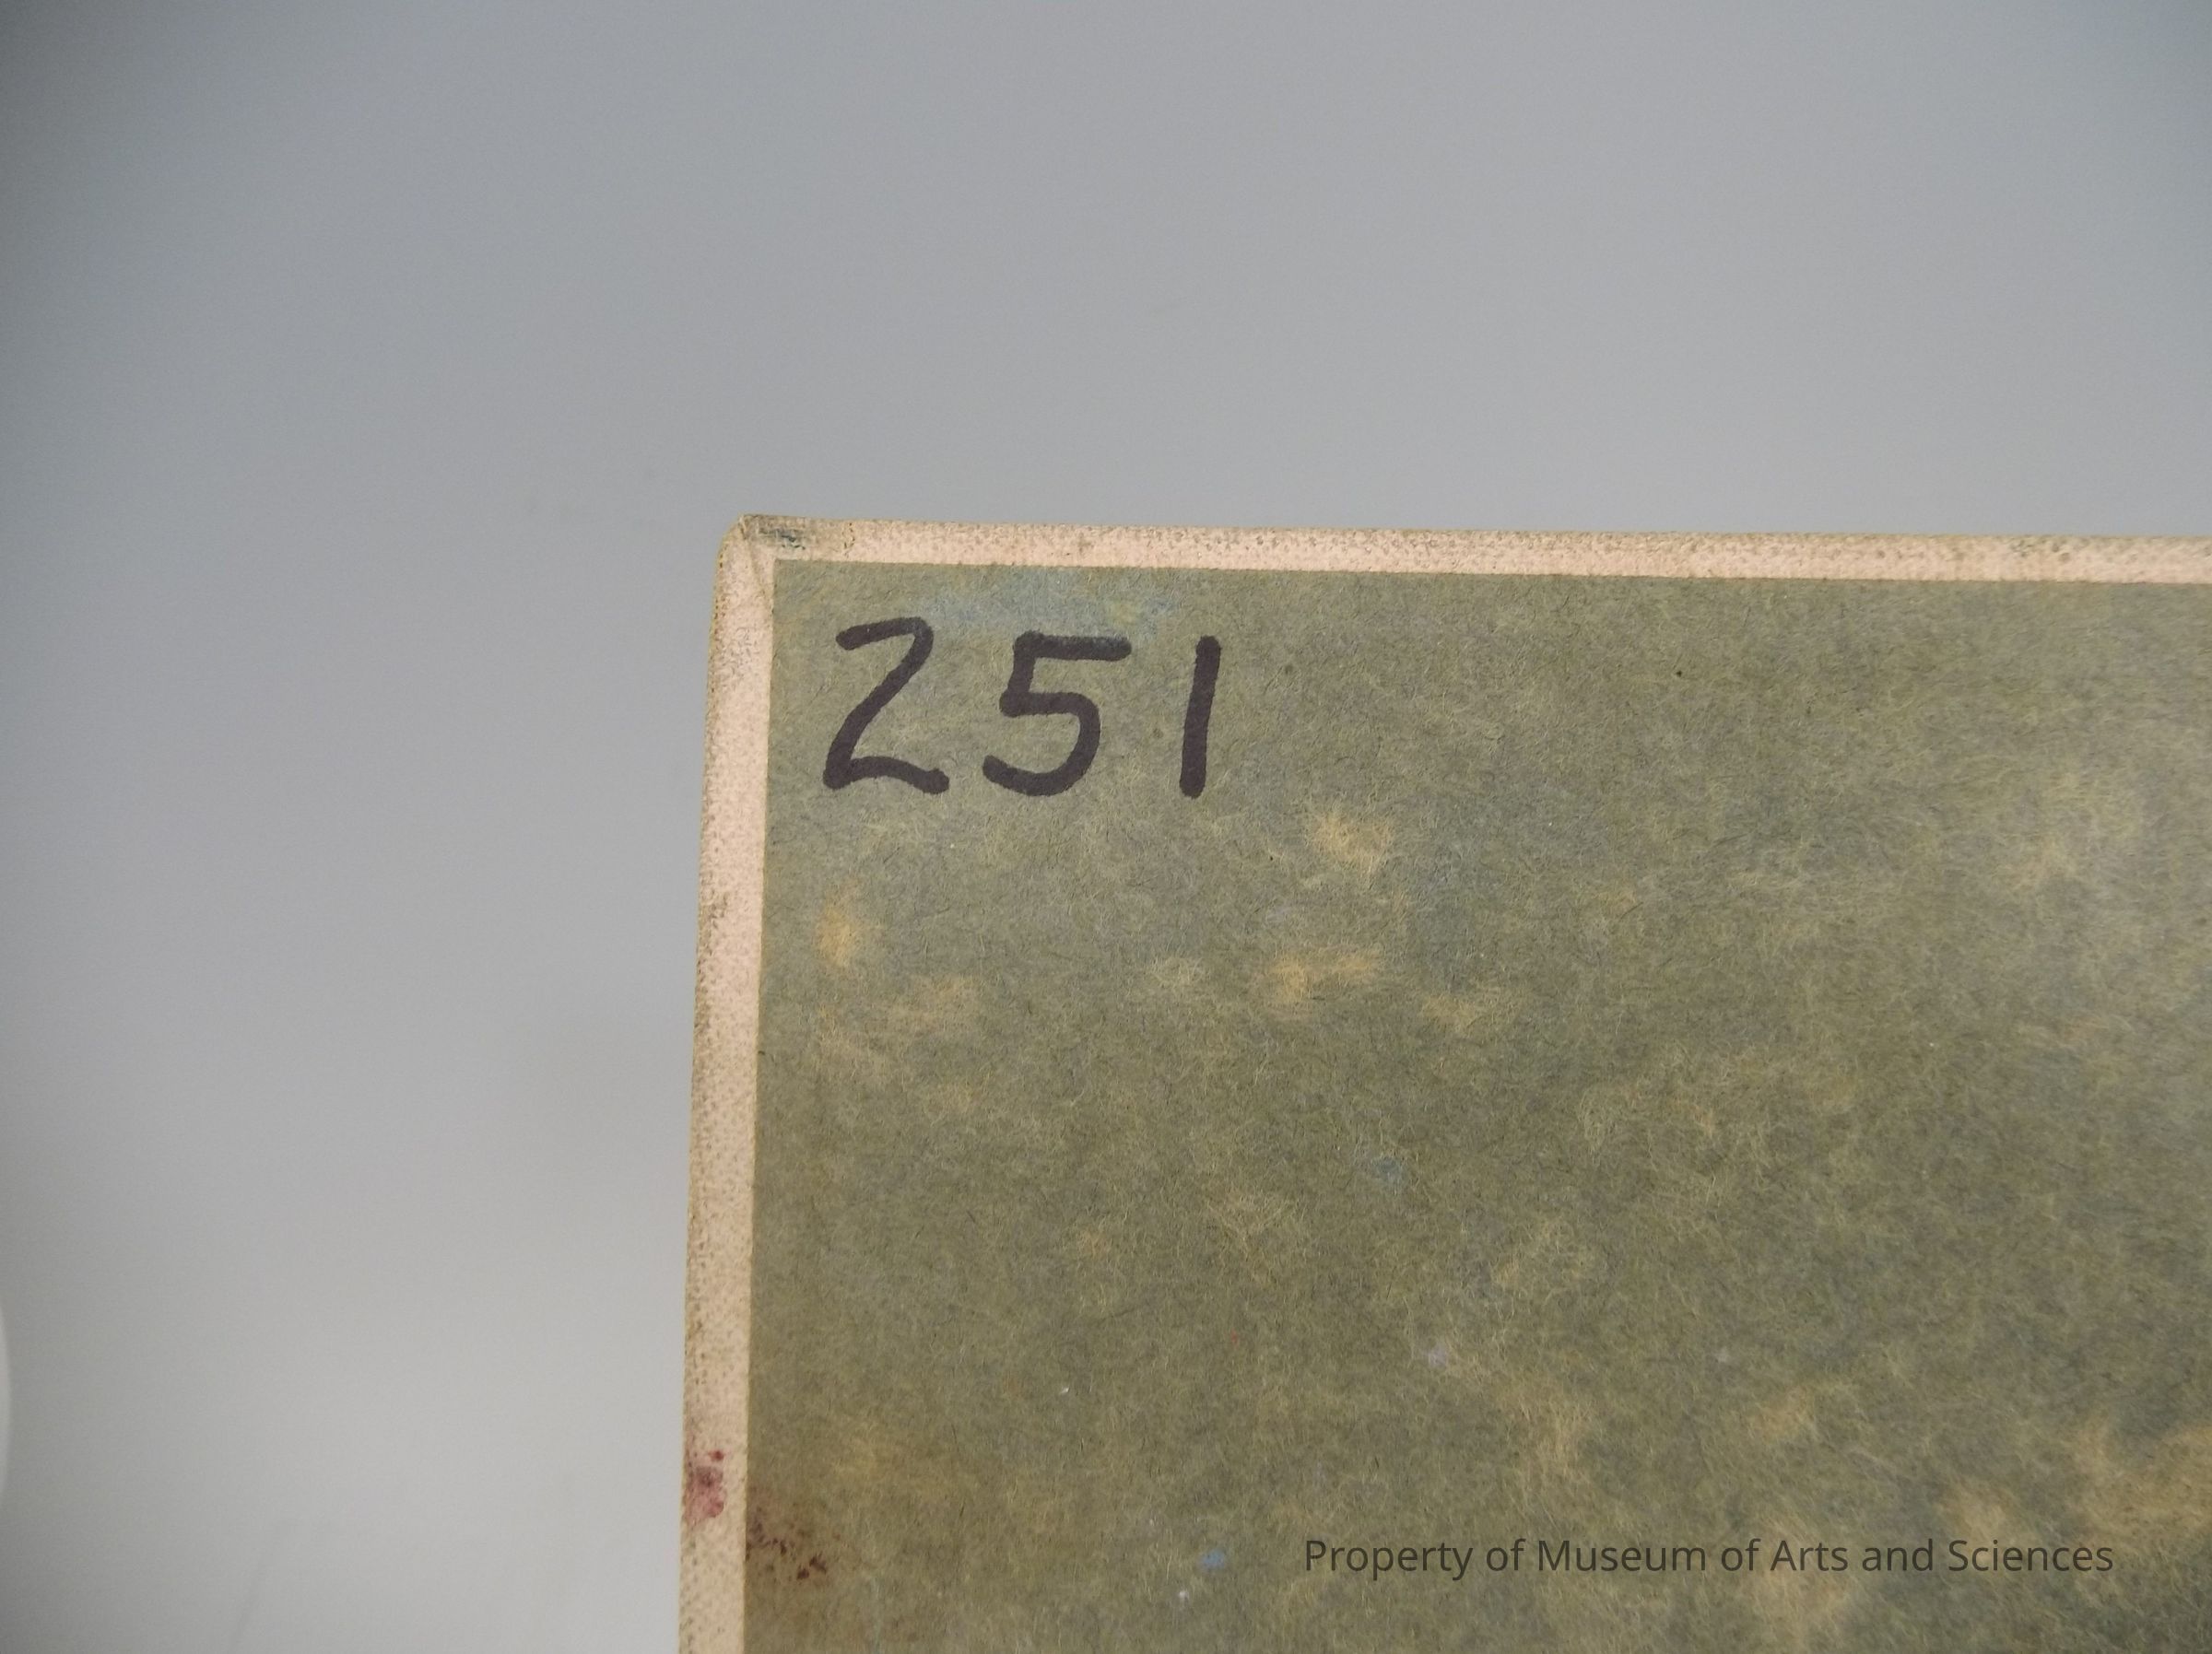 251
Property of Museum of Arts and Sciences